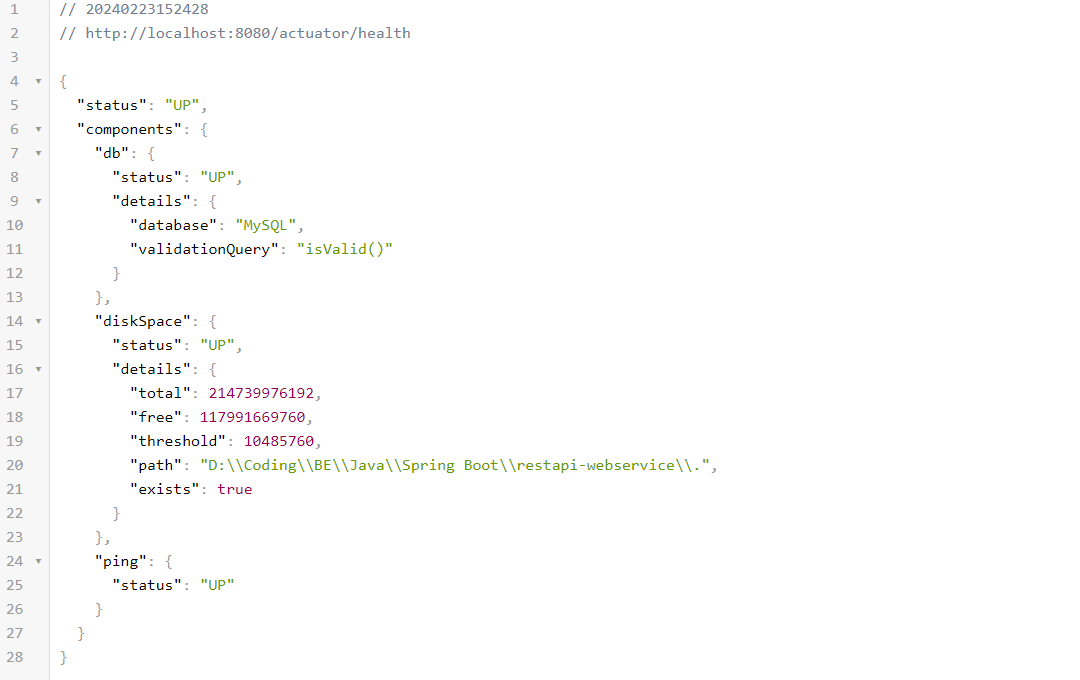 1 // 20240223152428
2 // http://localhost:8080/actuator/health
3
4 {
5   "status": "UP",
6   "components": {
7     "db": {
8       "status": "UP",
9       "details": {
10         "database": "MySQL",
11         "validationQuery": "isValid()"
12       }
13     },
14     "diskSpace": {
15       "status": "UP",
16       "details": {
17         "total": 214739976192,
18         "free": 117991669760,
19         "threshold": 10485760,
20         "path": "D:\\Coding\\BE\\Java\\Spring Boot\\restapi-webservice\\.",
21         "exists": true
22       }
23     },
24     "ping": {
25       "status": "UP"
26     }
27   }
28 }